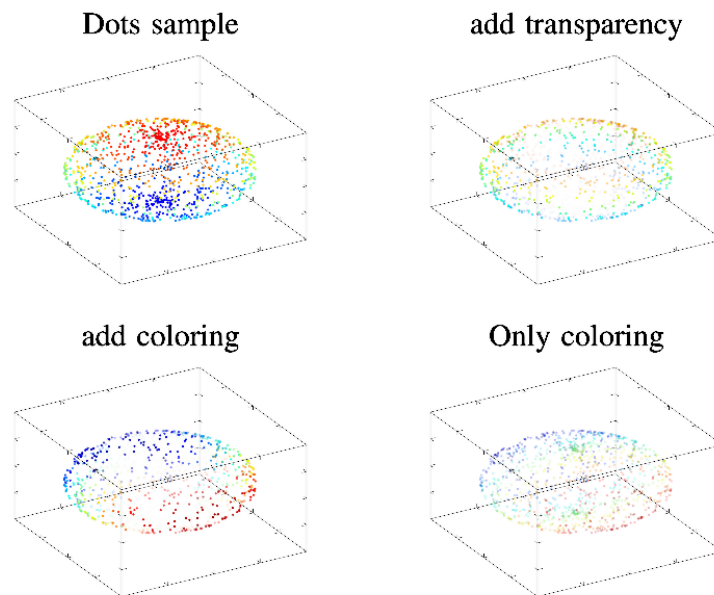 Dots sample
add transparency
add coloring
Only coloring